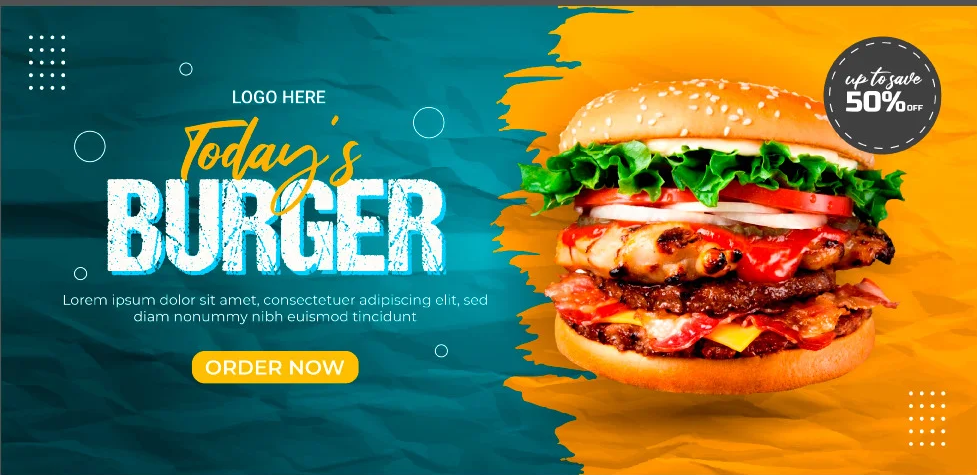 LOGO HERE
Today's
BURGER
Lorem ipsum dolor sit amet, consectetuer adipiscing elit, sed
diam nonummy nibh euismod tincidunt
ORDER NOW
up to save
50% OFF